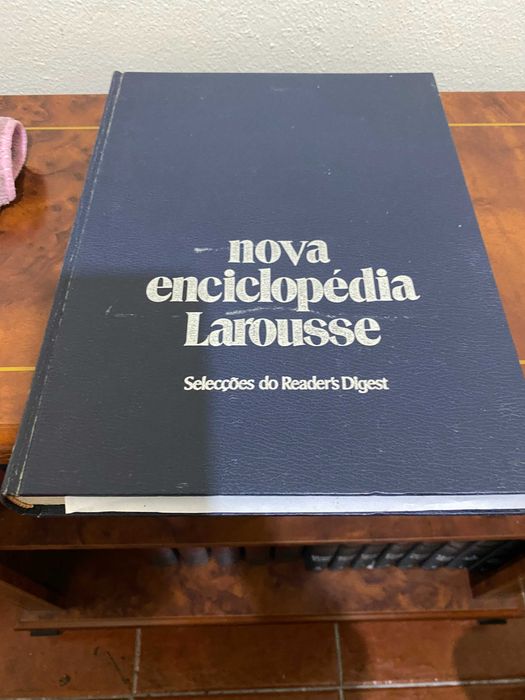 nova
enciclopédia
Larousse
Selecções do Reader's Digest